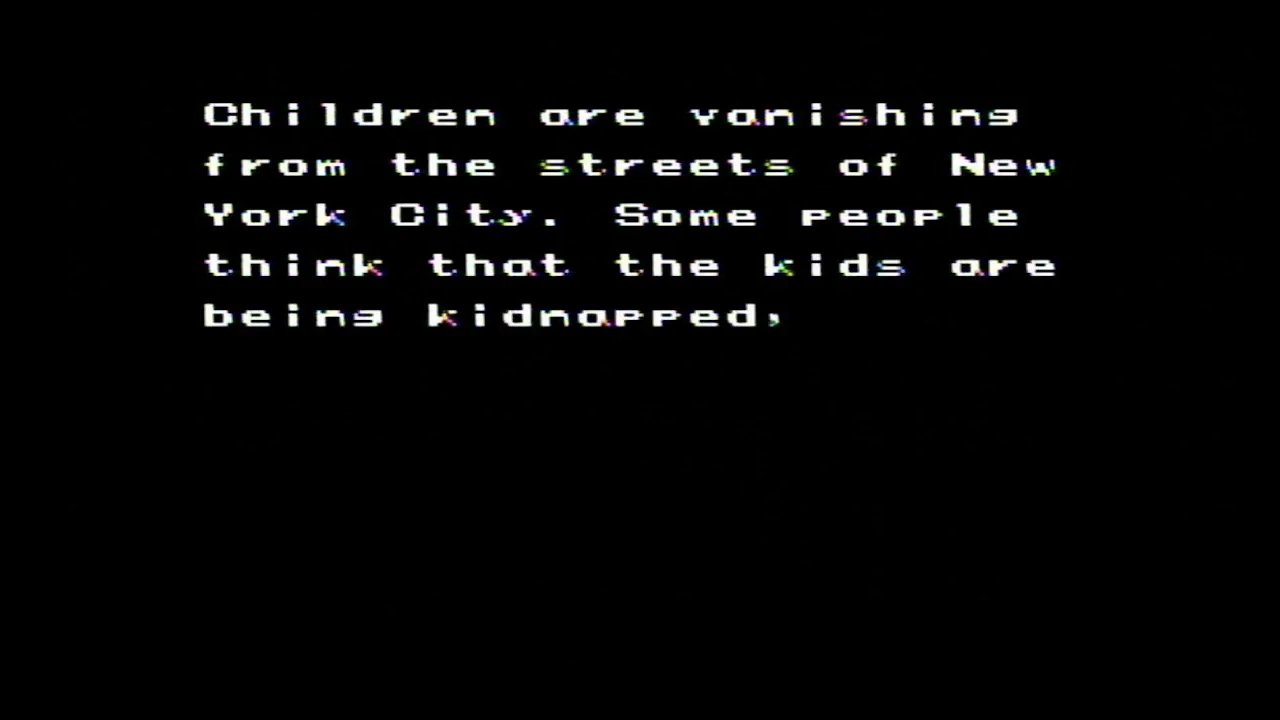 Children are vanishing
from the streets of New
York City. Some people
think that the kids are
being kidnapped,